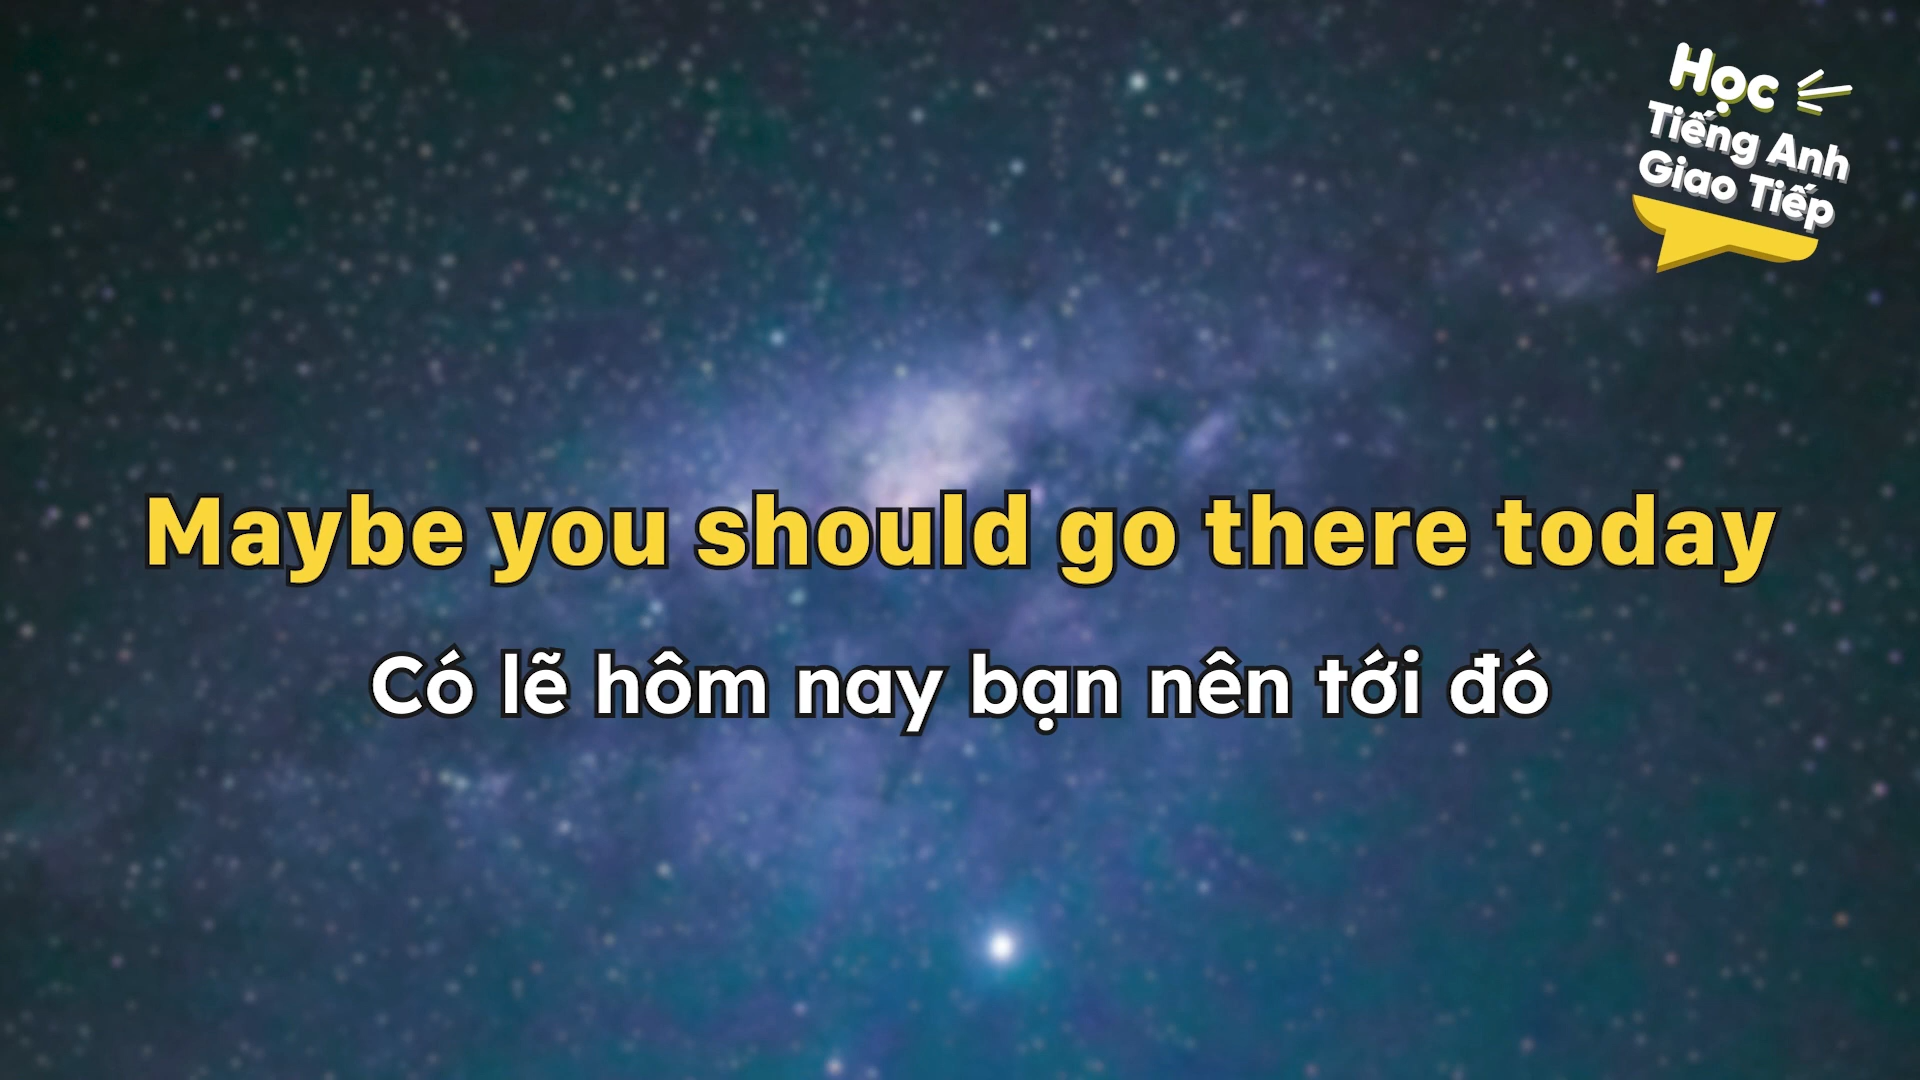 Học
Tiếng Anh
Giao Tiếp
Maybe you should go there today
Có lẽ hôm nay bạn nên tới đó